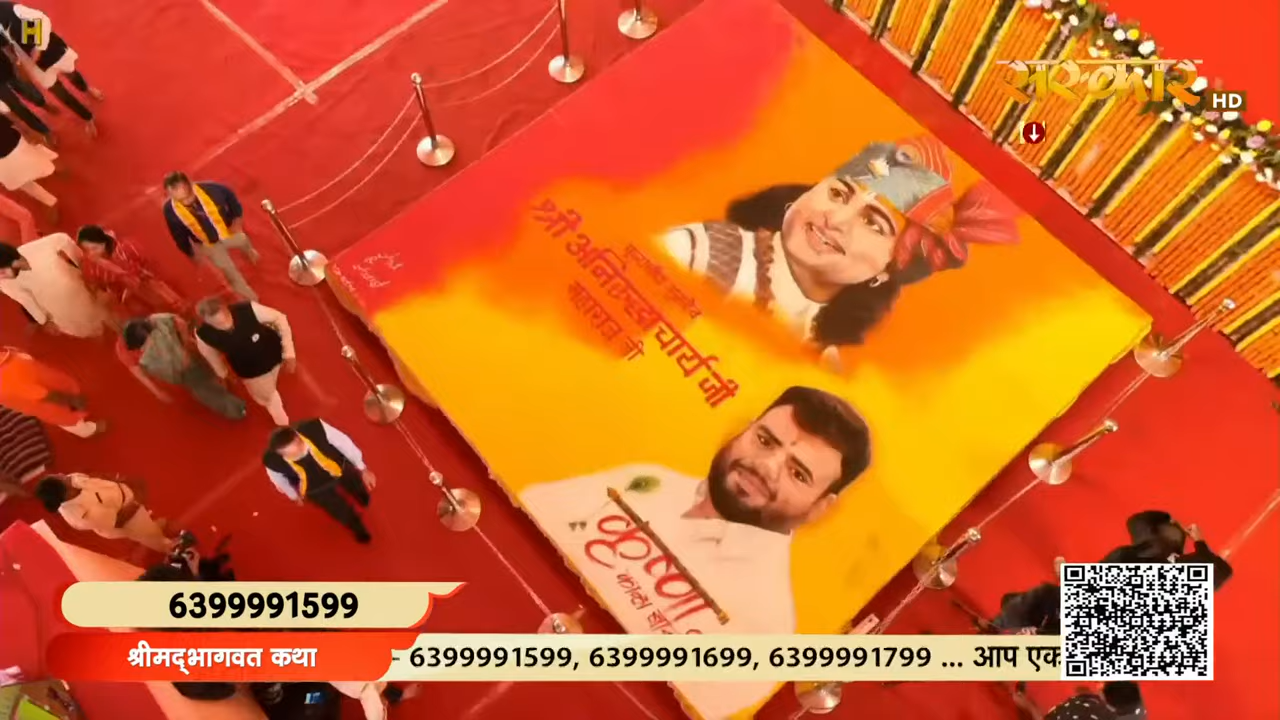 H
संस्कार
HD
श्री अनिरुद्धाचार्य जी
महाराज जी
"कृष्णा
6399991599
श्रीमद्भागवत कथा
- 6399991599, 6399991699, 6399991799 ... आप एक